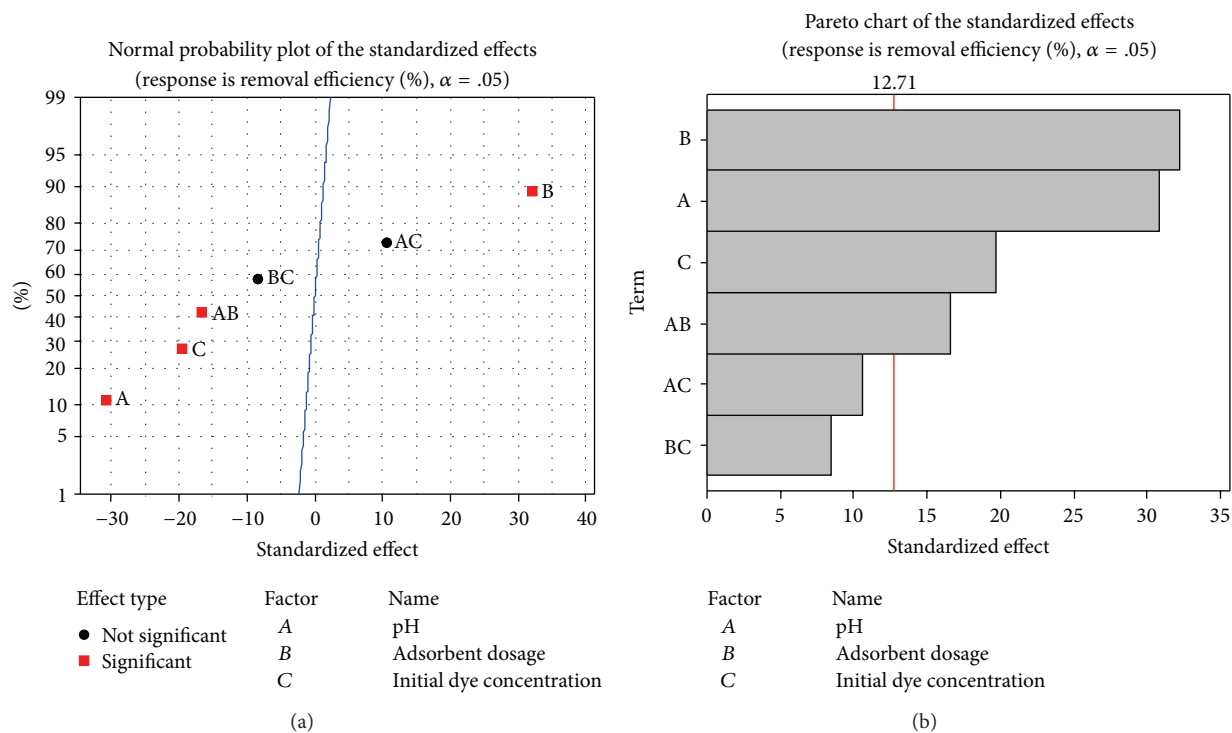 Normal probability plot of the standardized effects
(response is removal efficiency (%), α = .05)
99
95
90
80
70
60
50
40
30
20
10
5
1
(%)
B
AC
BC
AB
C
A
−30 −20 −10 0 10 20 30 40
Standardized effect
Effect type
Not significant
Significant
Factor Name
A pH
B Adsorbent dosage
C Initial dye concentration
(a)
Pareto chart of the standardized effects
(response is removal efficiency (%), α = .05)
12.71
Term
B
A
C
AB
AC
BC
0 5 10 15 20 25 30 35
Standardized effect
Factor Name
A pH
B Adsorbent dosage
C Initial dye concentration
(b)